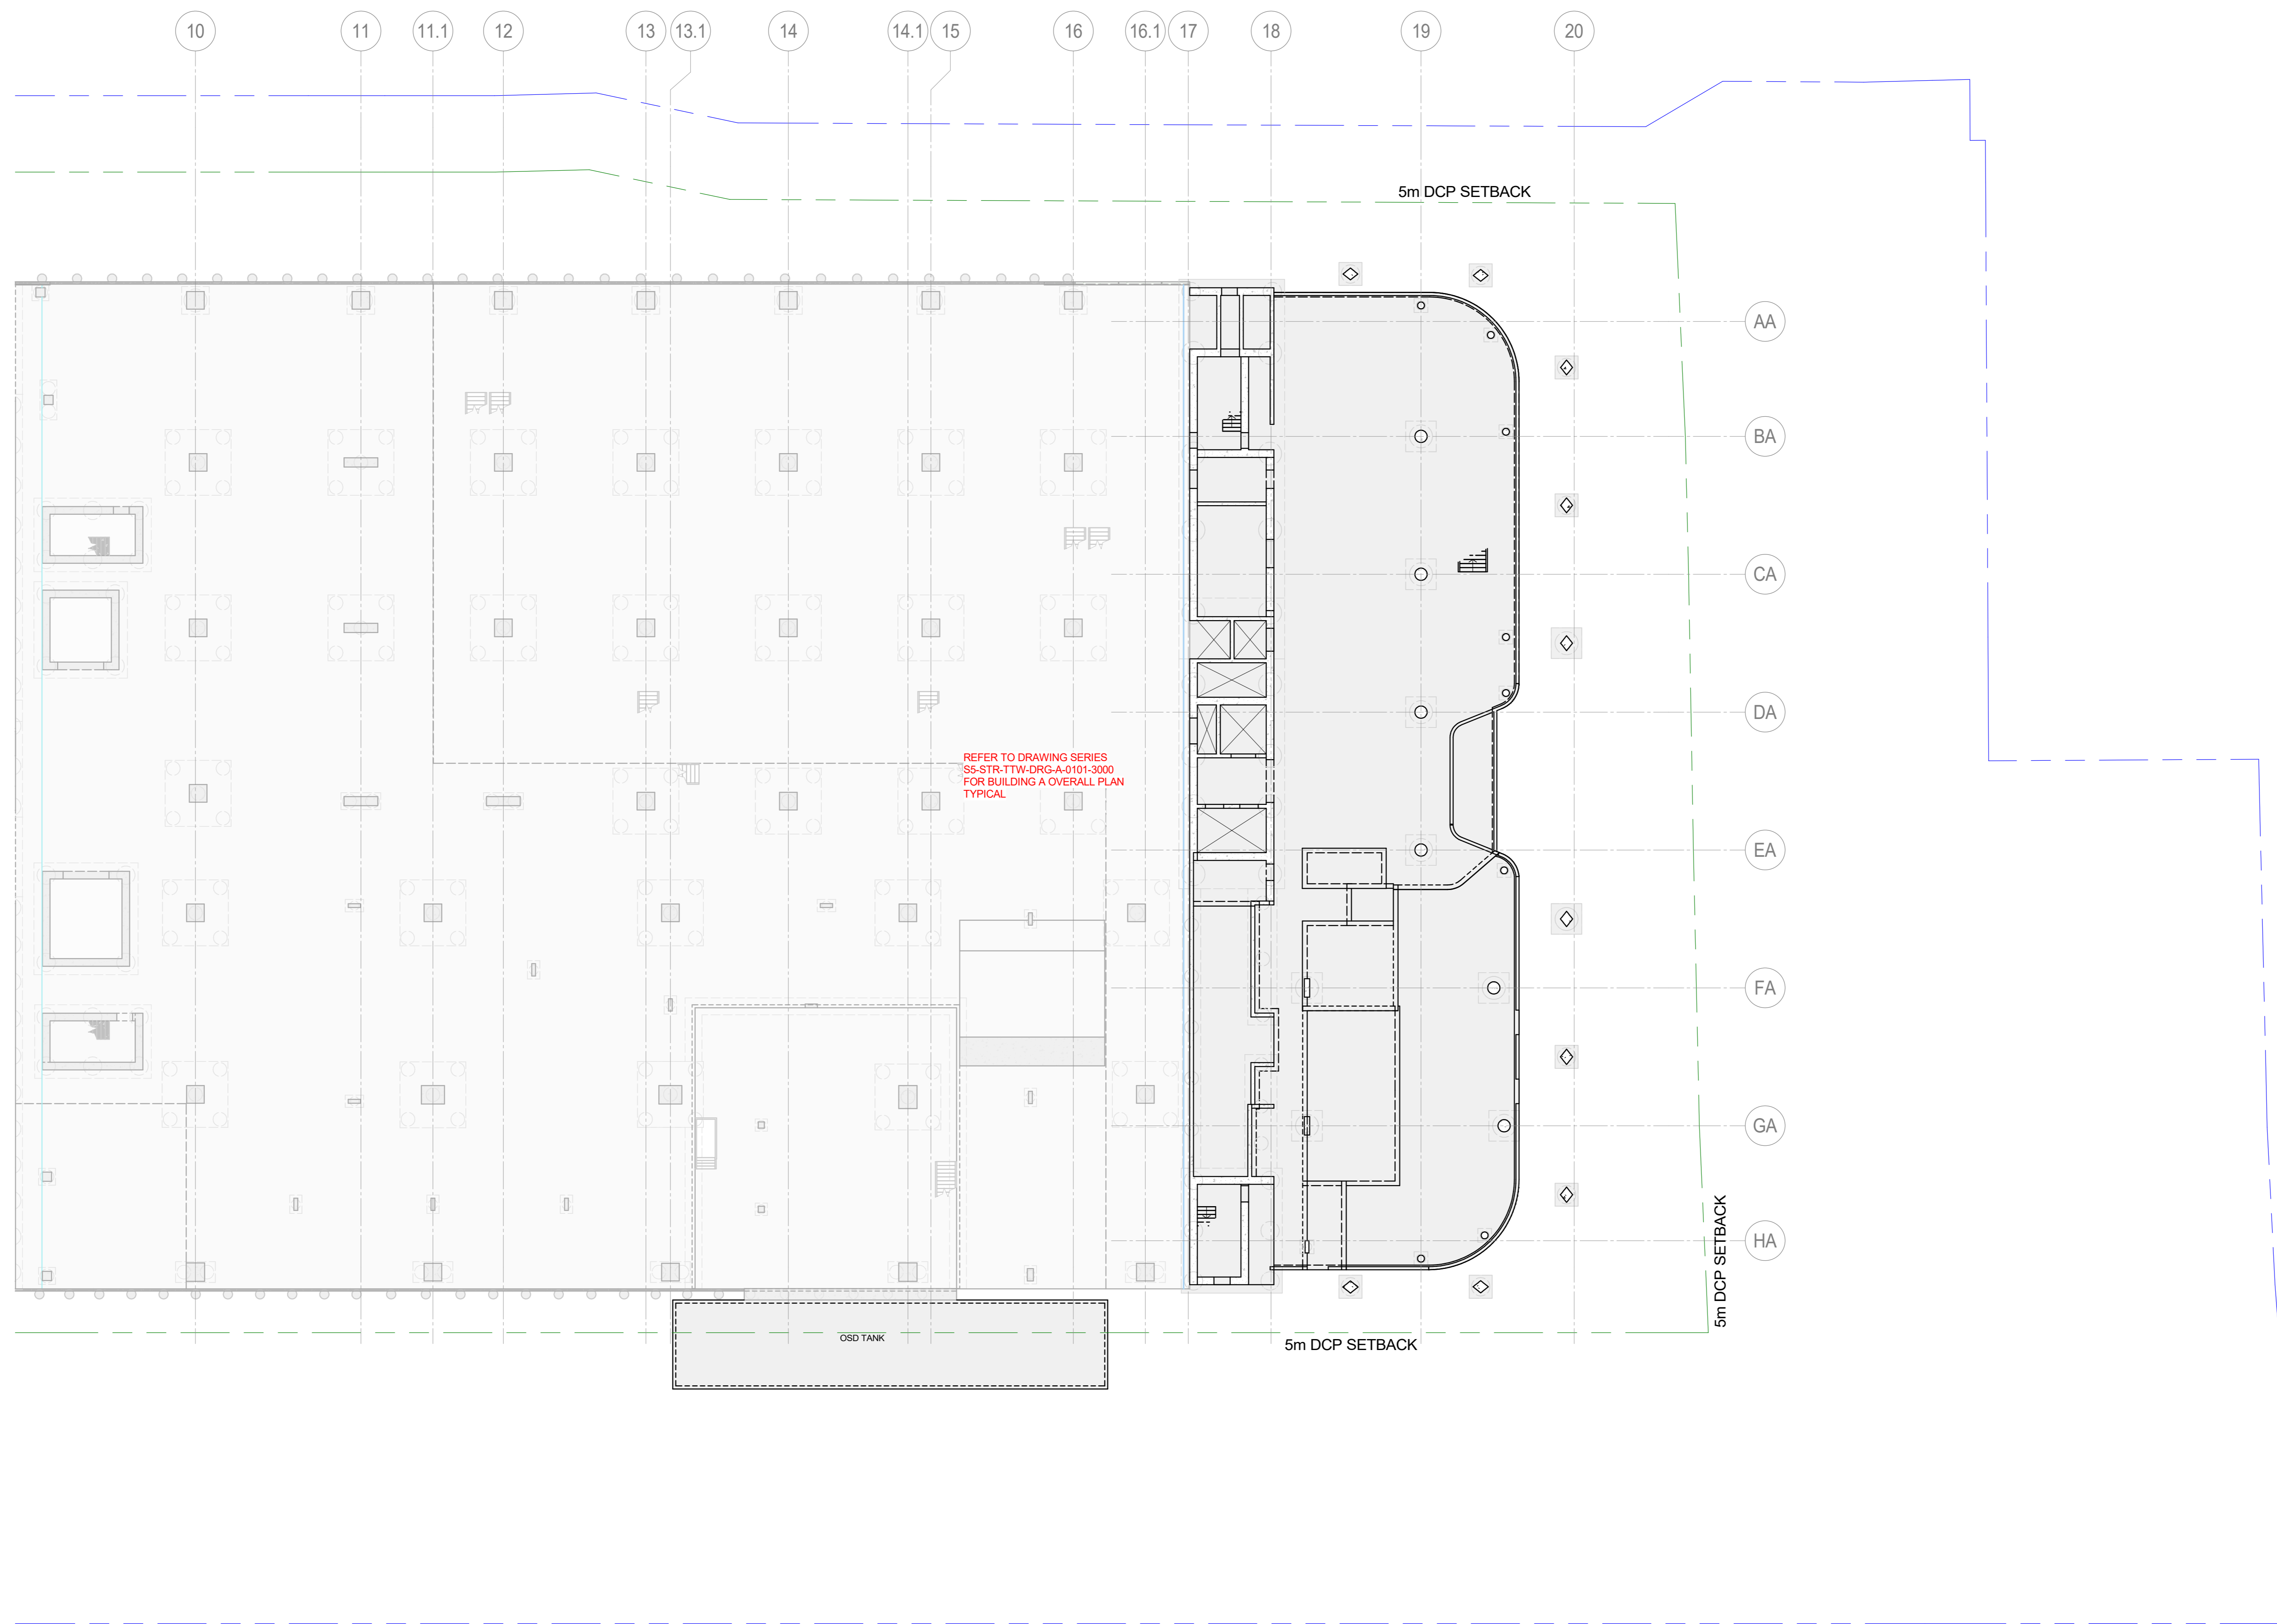 10
11
11.1
12
13
13.1
14
14.1
15
16
16.1
17
18
19
20
5m DCP SETBACK
AA
BA
CA
DA
REFER TO DRAWING SERIES
S5-STR-TTW-DRG-A-0101-3000
FOR BUILDING A OVERALL PLAN
TYPICAL
EA
FA
GA
HA
5m DCP SETBACK
OSD TANK
5m DCP SETBACK